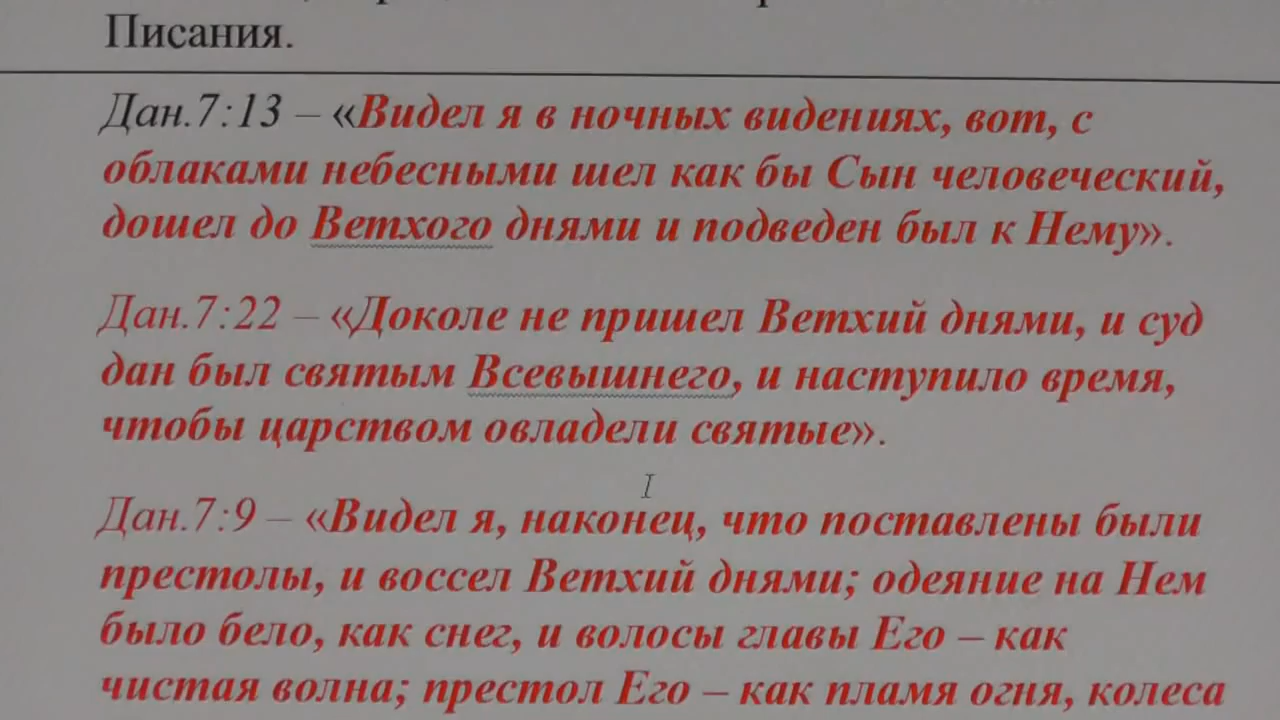 Писания.
Дан.7:13 – «Видел я в ночных видениях, вот, с
облаками небесными шел как бы Сын человеческий,
дошел до Ветхого днями и подведен был к Нему».
Дан.7:22 – «Доколе не пришел Ветхий днями, и суд
дан был святым Всевышнего, и наступило время,
чтобы царством овладели святые».
Дан.7:9 – «Видел я, наконец, что поставлены были
престолы, и воссел Ветхий днями; одеяние на Нем
было бело, как снег, и волосы главы Его – как
чистая волна; престол Его – как пламя огня, колеса